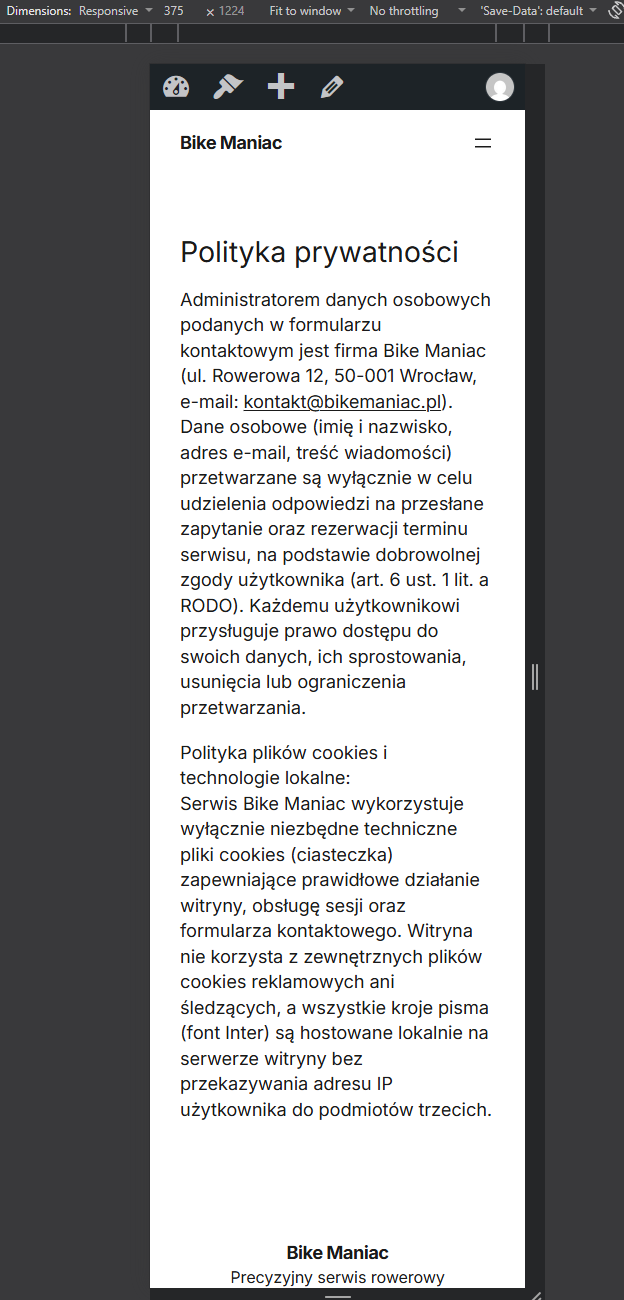 Dimensions: Responsive 375 × 1224 Fit to window No throttling 'Save-Data': default
Bike Maniac
Polityka prywatności
Administratorem danych osobowych
podanych w formularzu
kontaktowym jest firma Bike Maniac
(ul. Rowerowa 12, 50-001 Wrocław,
e-mail: kontakt@bikemaniac.pl).
Dane osobowe (imię i nazwisko,
adres e-mail, treść wiadomości)
przetwarzane są wyłącznie w celu
udzielenia odpowiedzi na przesłane
zapytanie oraz rezerwacji terminu
serwisu, na podstawie dobrowolnej
zgody użytkownika (art. 6 ust. 1 lit. a
RODO). Każdemu użytkownikowi
przysługuje prawo dostępu do
swoich danych, ich sprostowania,
usunięcia lub ograniczenia
przetwarzania.
Polityka plików cookies i
technologie lokalne:
Serwis Bike Maniac wykorzystuje
wyłącznie niezbędne techniczne
pliki cookies (ciasteczka)
zapewniające prawidłowe działanie
witryny, obsługę sesji oraz
formularza kontaktowego. Witryna
nie korzysta z zewnętrznych plików
cookies reklamowych ani
śledzących, a wszystkie kroje pisma
(font Inter) są hostowane lokalnie na
serwerze witryny bez
przekazywania adresu IP
użytkownika do podmiotów trzecich.
Bike Maniac
Precyzyjny serwis rowerowy